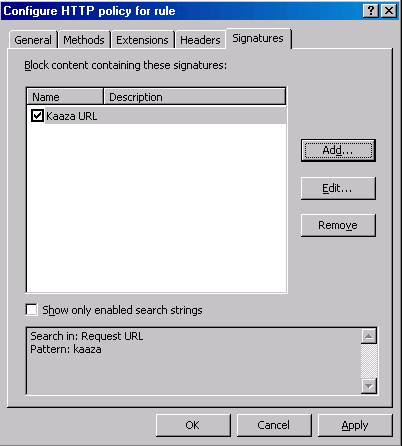 Configure HTTP policy for rule
General Methods Extensions Headers Signatures
Block content containing these signatures:
Name Description
Kaaza URL
Add...
Edit...
Remove
Show only enabled search strings
Search in: Request URL
Pattern: kaaza
OK Cancel Apply